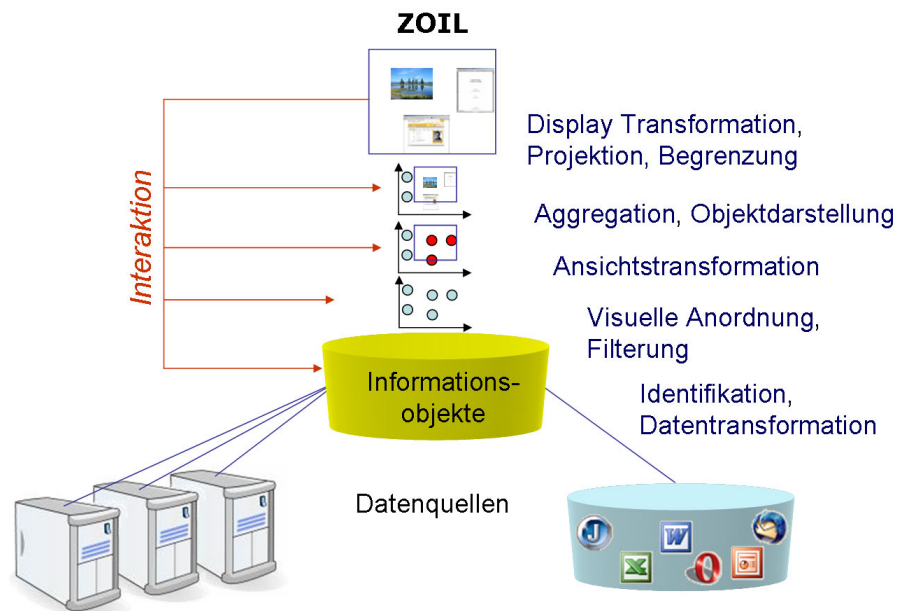 ZOIL
Interaktion
Display Transformation,
Projektion, Begrenzung
Aggregation, Objektdarstellung
Ansichtstransformation
Visuelle Anordnung,
Filterung
Informations-
objekte
Identifikation,
Datentransformation
Datenquellen
J
W
X
O